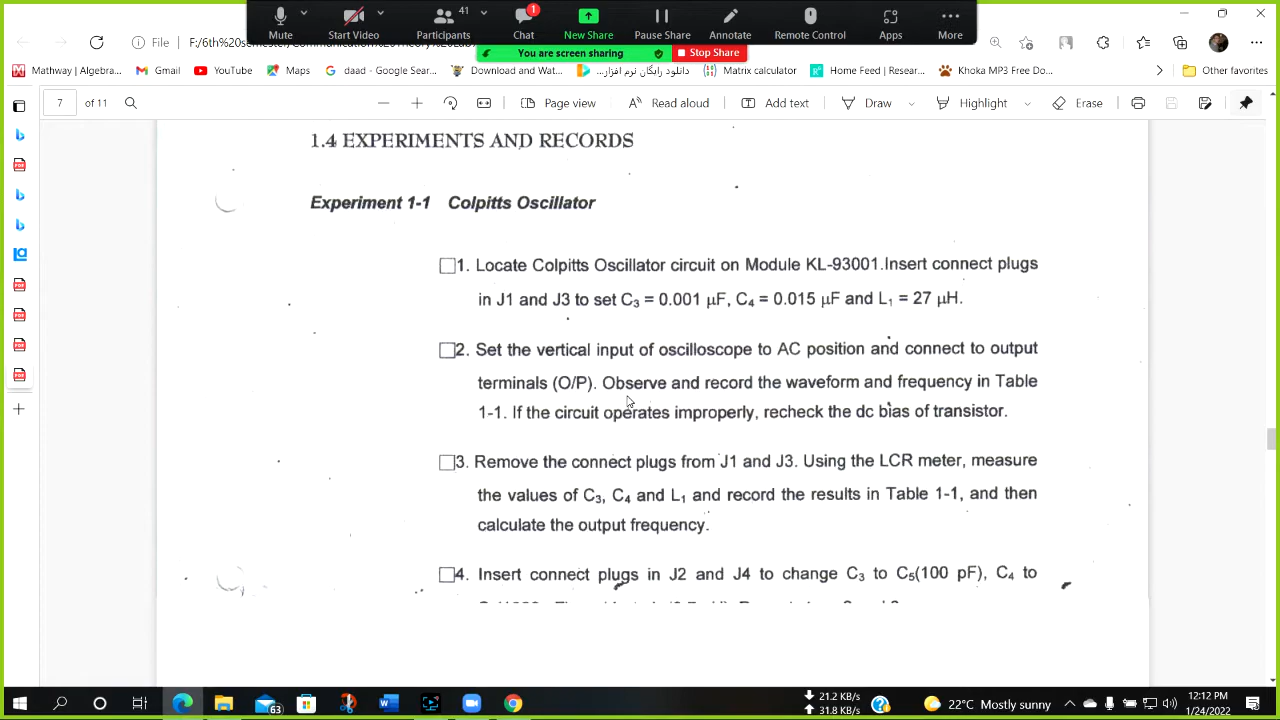 Mute
Start Video
41
Participants
1
Chat
New Share
Pause Share
Annotate
Remote Control
Apps
More
You are screen sharing
Stop Share
File
F:/6th%20semester/
Mathway | Algebra...
Gmail
YouTube
Maps
daad - Google Sear...
Download and Wat...
دانلود رایگان نرم افزار...
Matrix calculator
Home Feed | Resear...
Khoka MP3 Free Do...
Other favorites
7 of 11
Page view
Read aloud
Add text
Draw
Highlight
Erase
1.4 EXPERIMENTS AND RECORDS
Experiment 1-1 Colpitts Oscillator
1. Locate Colpitts Oscillator circuit on Module KL-93001.Insert connect plugs
in J1 and J3 to set C₃ = 0.001 μF, C₄ = 0.015 μF and L₁ = 27 μH.
2. Set the vertical input of oscilloscope to AC position and connect to output
terminals (O/P). Observe and record the waveform and frequency in Table
1-1. If the circuit operates improperly, recheck the dc bias of transistor.
3. Remove the connect plugs from J1 and J3. Using the LCR meter, measure
the values of C₃, C₄ and L₁ and record the results in Table 1-1, and then
calculate the output frequency.
4. Insert connect plugs in J2 and J4 to change C₃ to C₅(100 pF), C₄ to
63
21.2 KB/s
31.8 KB/s
22°C Mostly sunny
12:12 PM
1/24/2022